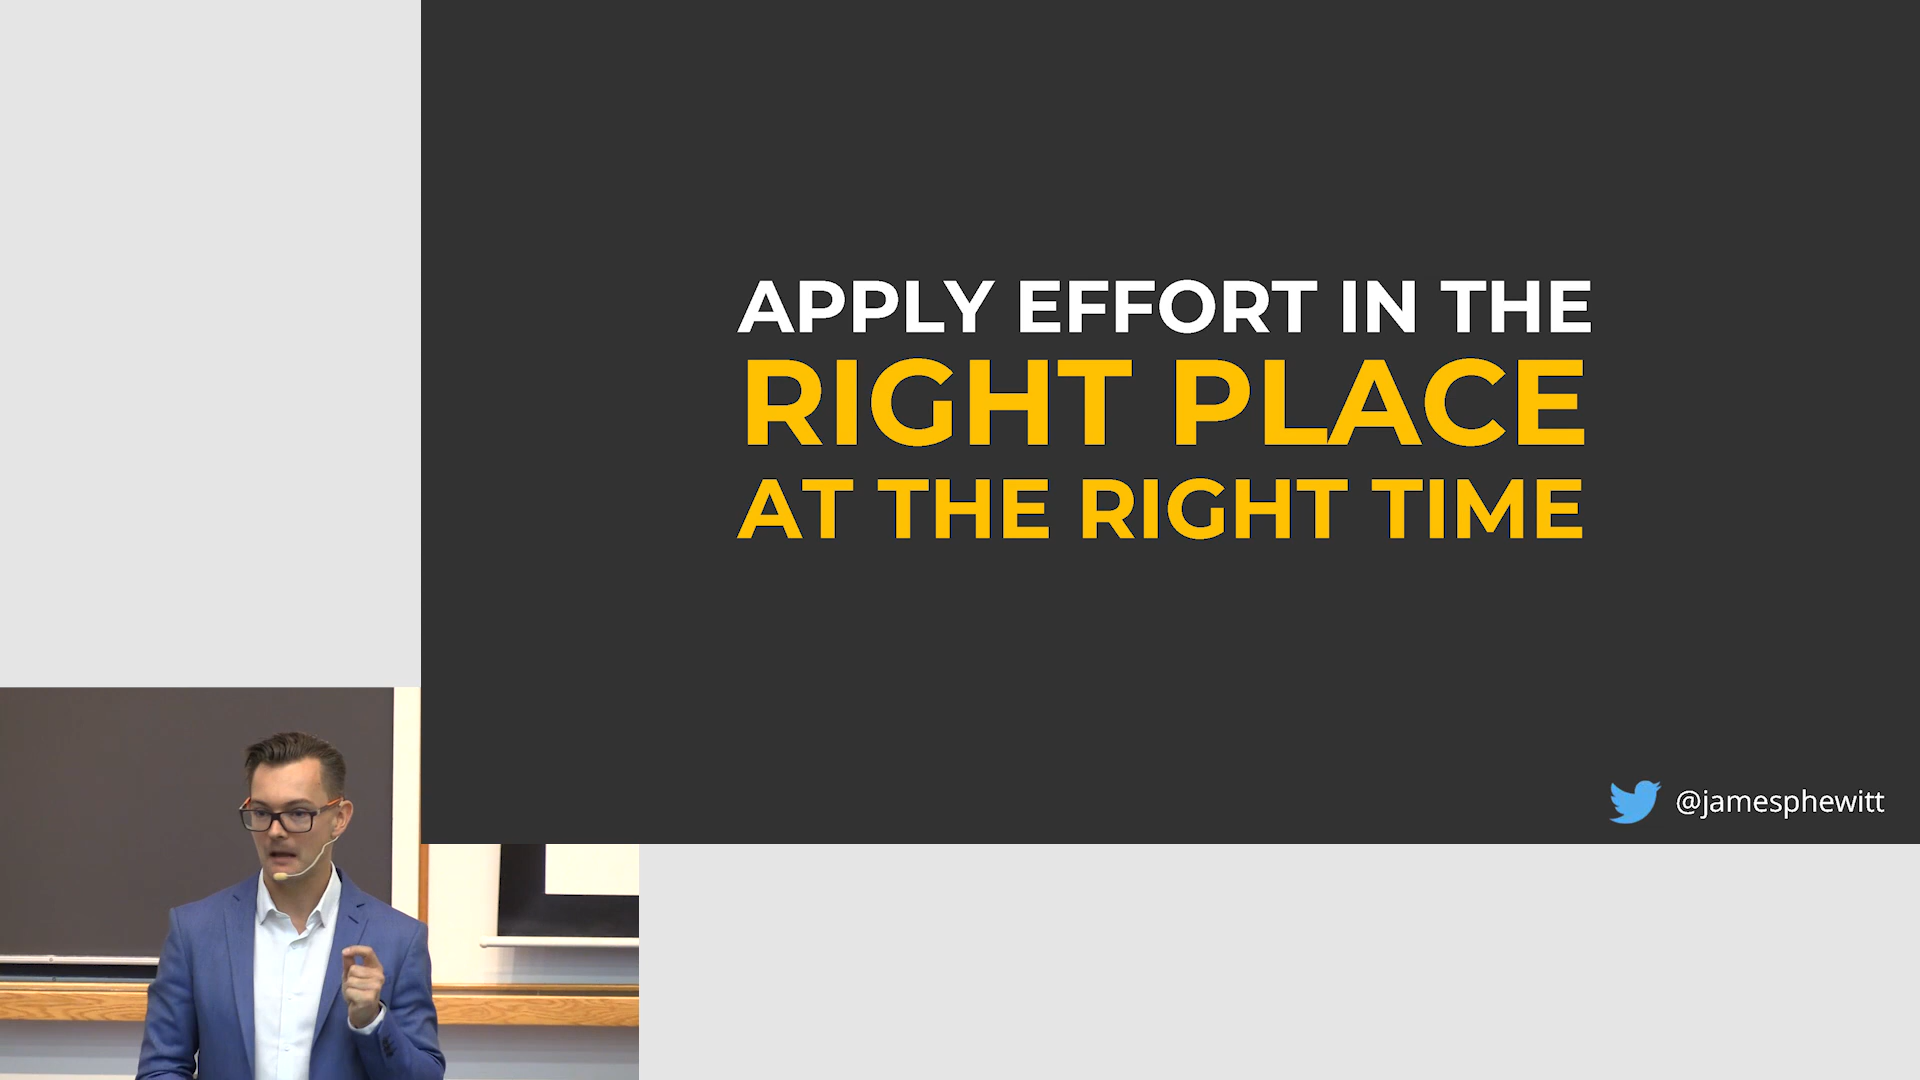 APPLY EFFORT IN THE
RIGHT PLACE
AT THE RIGHT TIME
@jamesphewitt